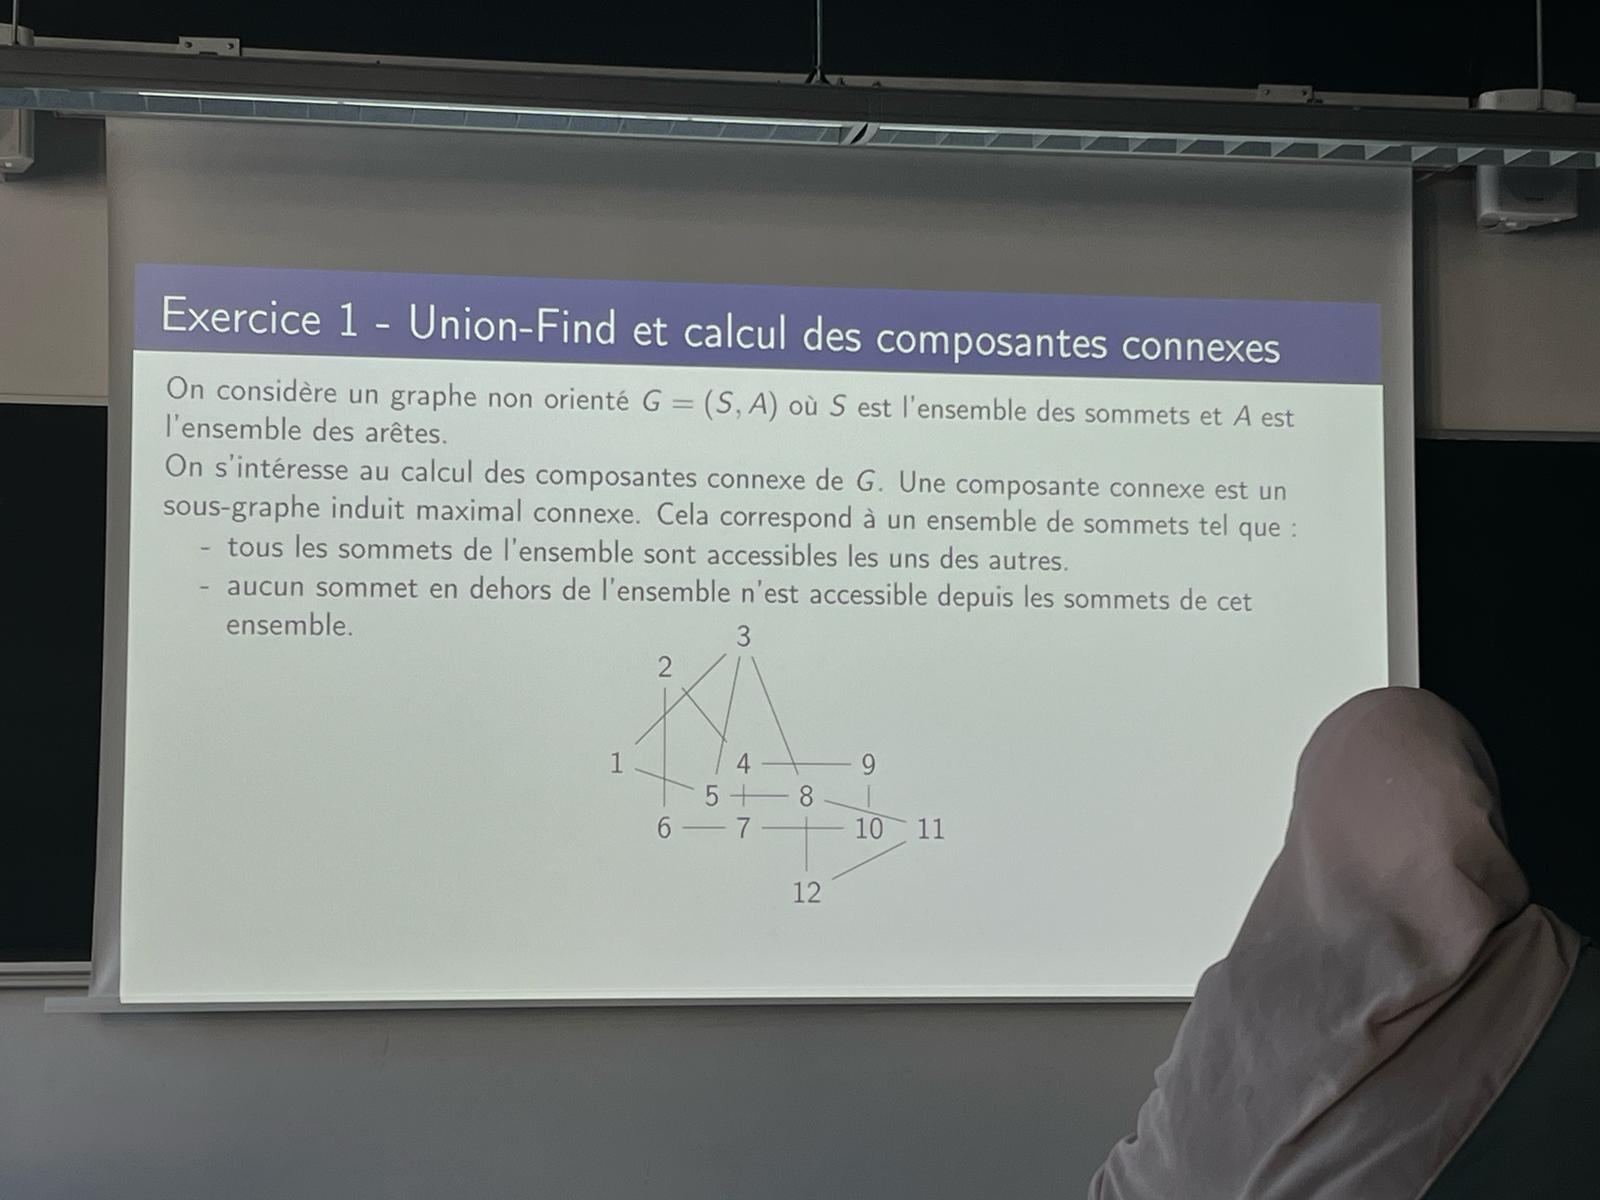 Exercice 1 - Union-Find et calcul des composantes connexes
On considère un graphe non orienté G = (S, A) où S est l'ensemble des sommets et A est
l'ensemble des arêtes.
On s'intéresse au calcul des composantes connexe de G. Une composante connexe est un
sous-graphe induit maximal connexe. Cela correspond à un ensemble de sommets tel que :
- tous les sommets de l'ensemble sont accessibles les uns des autres.
- aucun sommet en dehors de l'ensemble n'est accessible depuis les sommets de cet
ensemble.
3
2
1 4 9
5 8
6 7 10 11
12